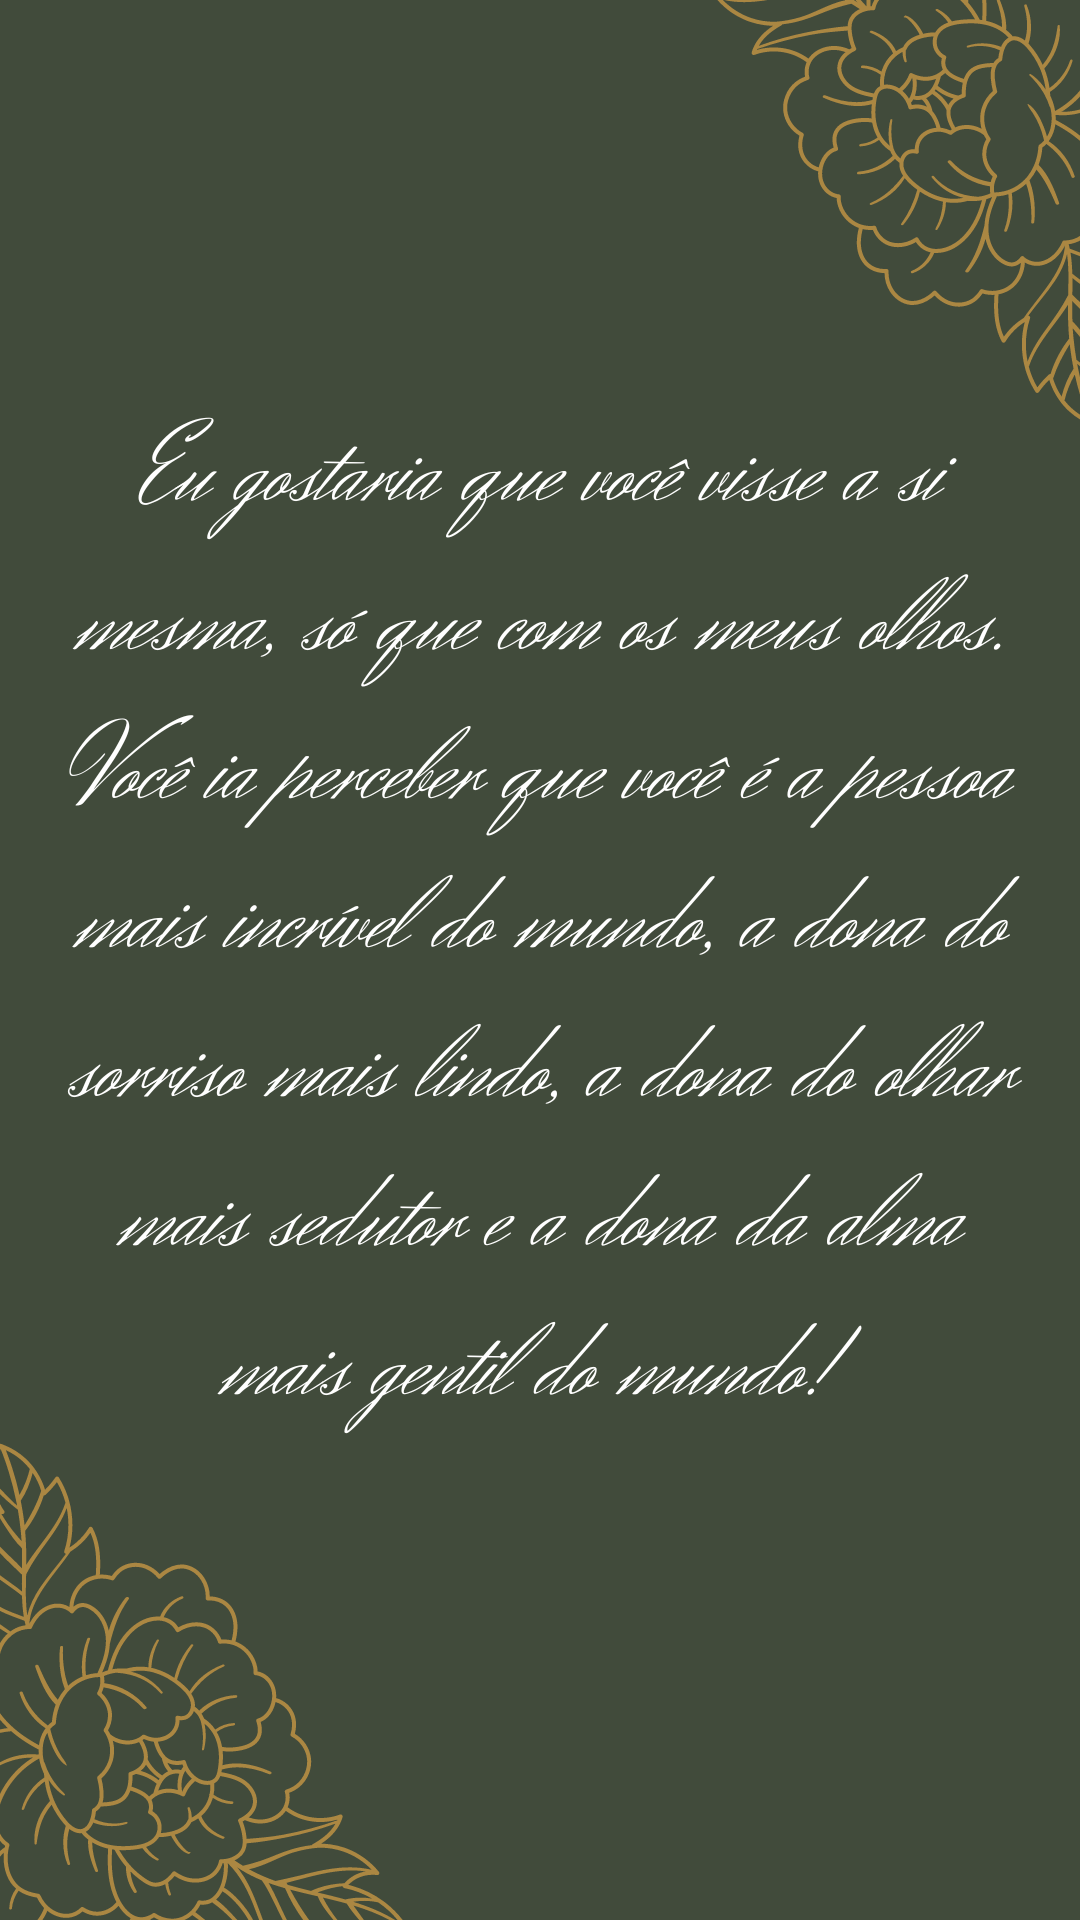 Eu gostaria que você visse a si
mesma, só que com os meus olhos.
Você ia perceber que você é a pessoa
mais incrível do mundo, a dona do
sorriso mais lindo, a dona do olhar
mais sedutor e a dona da alma
mais gentil do mundo!